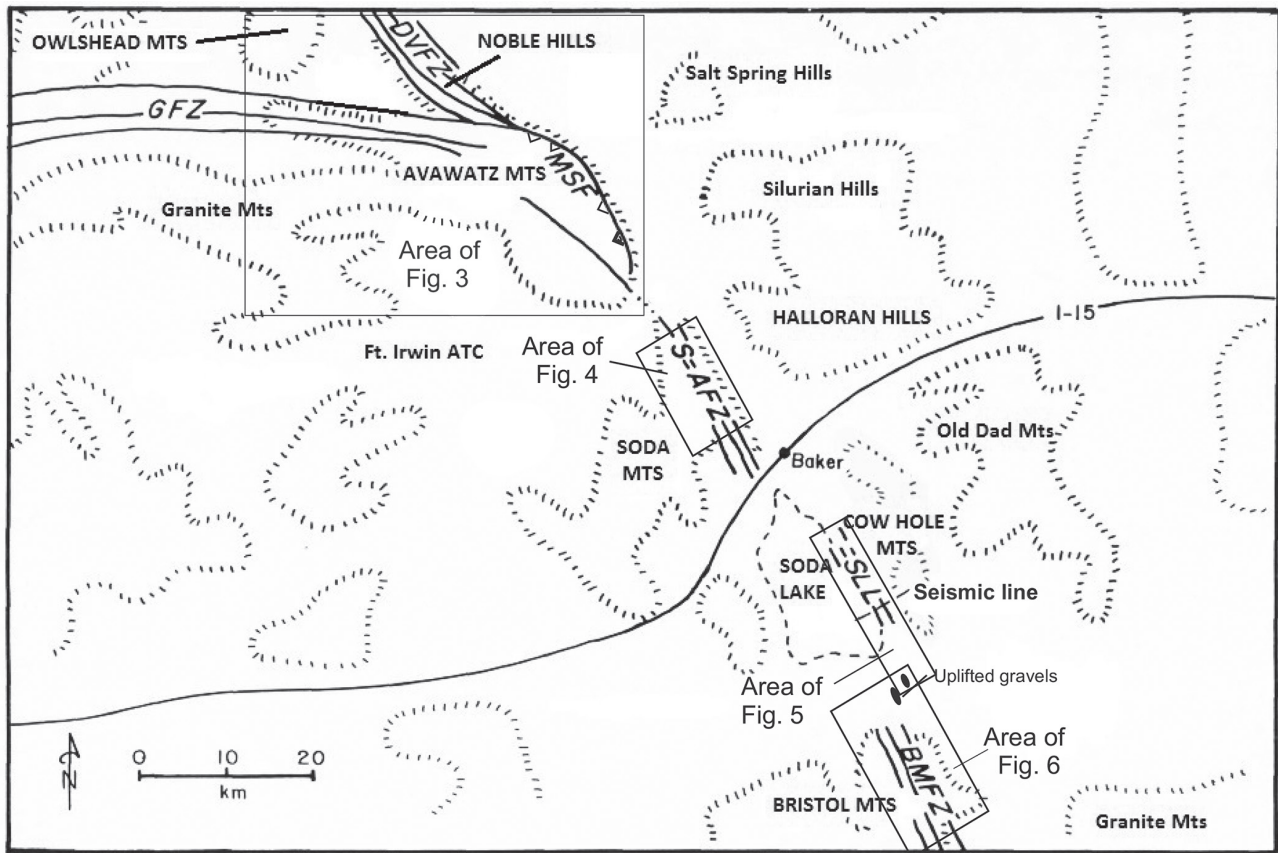 OWLSHEAD MTS
DVFZ
NOBLE HILLS
Salt Spring Hills
GFZ
MSF
AVAWATZ MTS
Silurian Hills
Granite Mts
Area of
Fig. 3
HALLORAN HILLS
I-15
Ft. Irwin ATC
Area of
Fig. 4
S-AFZ
SODA
MTS
Old Dad Mts
Baker
COW HOLE
MTS
SODA
LAKE
SLL
Seismic line
Uplifted gravels
Area of
Fig. 5
Area of
Fig. 6
BMFZ
BRISTOL MTS
Granite Mts
N
0 10 20
km